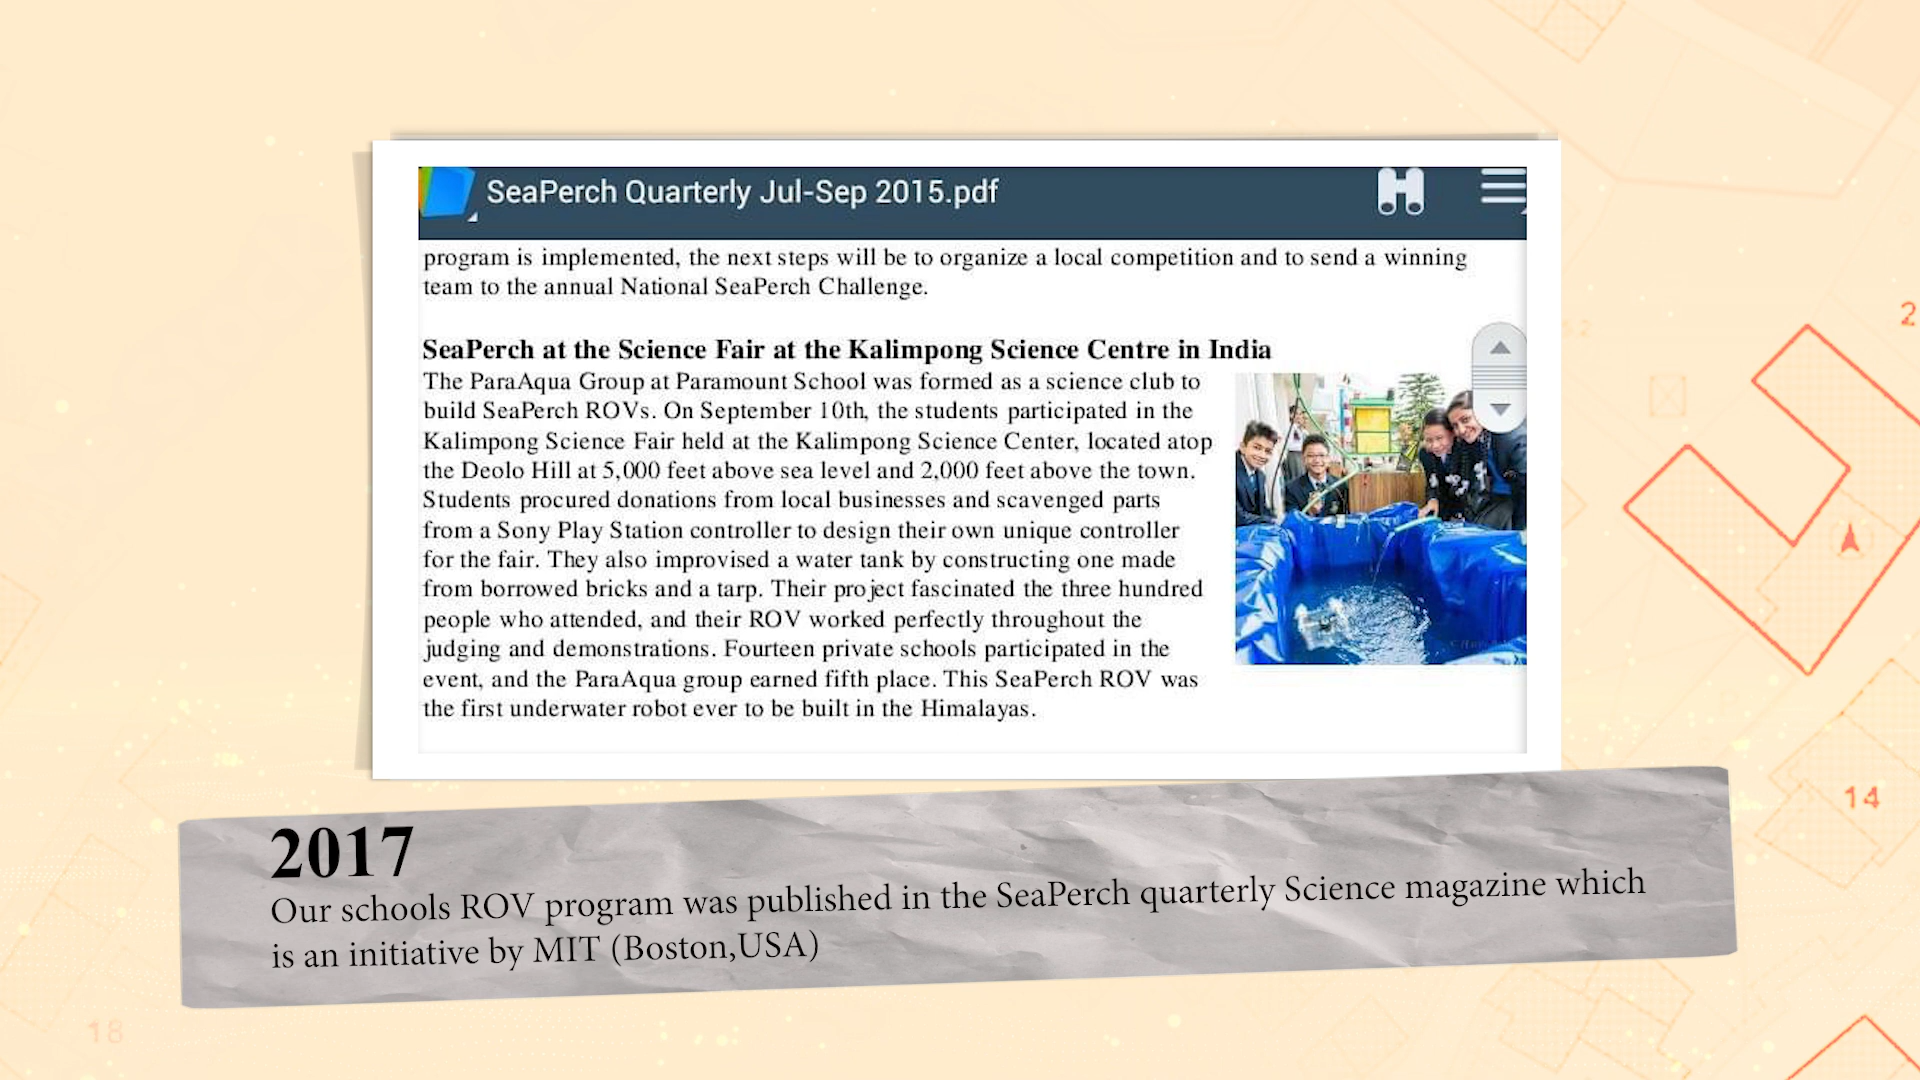 SeaPerch Quarterly Jul-Sep 2015.pdf
program is implemented, the next steps will be to organize a local competition and to send a winning
team to the annual National SeaPerch Challenge.
SeaPerch at the Science Fair at the Kalimpong Science Centre in India
The ParaAqua Group at Paramount School was formed as a science club to
build SeaPerch ROVs. On September 10th, the students participated in the
Kalimpong Science Fair held at the Kalimpong Science Center, located atop
the Deolo Hill at 5,000 feet above sea level and 2,000 feet above the town.
Students procured donations from local businesses and scavenged parts
from a Sony Play Station controller to design their own unique controller
for the fair. They also improvised a water tank by constructing one made
from borrowed bricks and a tarp. Their project fascinated the three hundred
people who attended, and their ROV worked perfectly throughout the
judging and demonstrations. Fourteen private schools participated in the
event, and the ParaAqua group earned fifth place. This SeaPerch ROV was
the first underwater robot ever to be built in the Himalayas.
2
14
18
2017
Our schools ROV program was published in the SeaPerch quarterly Science magazine which
is an initiative by MIT (Boston,USA)